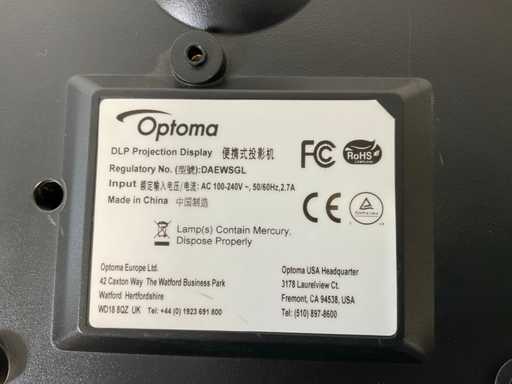 Optoma
DLP Projection Display 便携式投影机
Regulatory No. (型號): DAEWSGL
Input 額定输入电压/电流: AC 100-240V ~, 50/60Hz, 2.7A
Made in China 中国制造
FC
RoHS
CE
Lamp(s) Contain Mercury.
Dispose Properly
Optoma Europe Ltd.
42 Caxton Way The Watford Business Park
Watford Hertfordshire
WD18 8QZ UK Tel: +44 (0) 1923 691 800
Optoma USA Headquarter
3178 Laurelview Ct.
Fremont, CA 94538, USA
Tel: (510) 897-8600